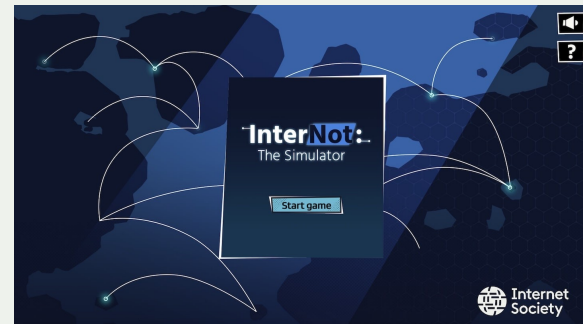 ?
InterNot:
The Simulator
Start game
Internet
Society